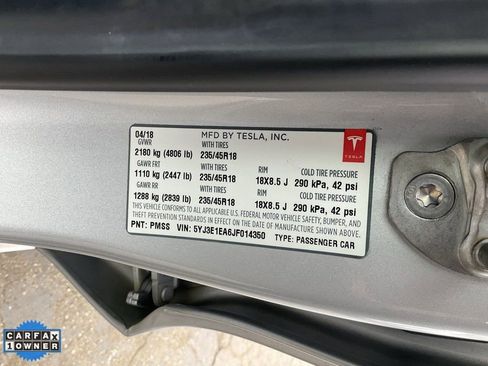 04/18 MFD BY TESLA, INC.
GVWR WITH TIRES RIM COLD TIRE PRESSURE
2180 kg (4806 lb) 235/45R18 18X8.5 J 290 kPa, 42 psi
GAWR FRT WITH TIRES RIM COLD TIRE PRESSURE
1110 kg (2447 lb) 235/45R18 18X8.5 J 290 kPa, 42 psi
GAWR RR WITH TIRES
1288 kg (2839 lb) 235/45R18
THIS VEHICLE CONFORMS TO ALL APPLICABLE U.S. FEDERAL MOTOR VEHICLE SAFETY, BUMPER, AND
THEFT PREVENTION STANDARDS IN EFFECT ON THE DATE OF MANUFACTURE SHOWN ABOVE.
PNT: PMSS VIN: 5YJ3E1EA6JF014350 TYPE: PASSENGER CAR
TESLA
CARFAX
1 OWNER